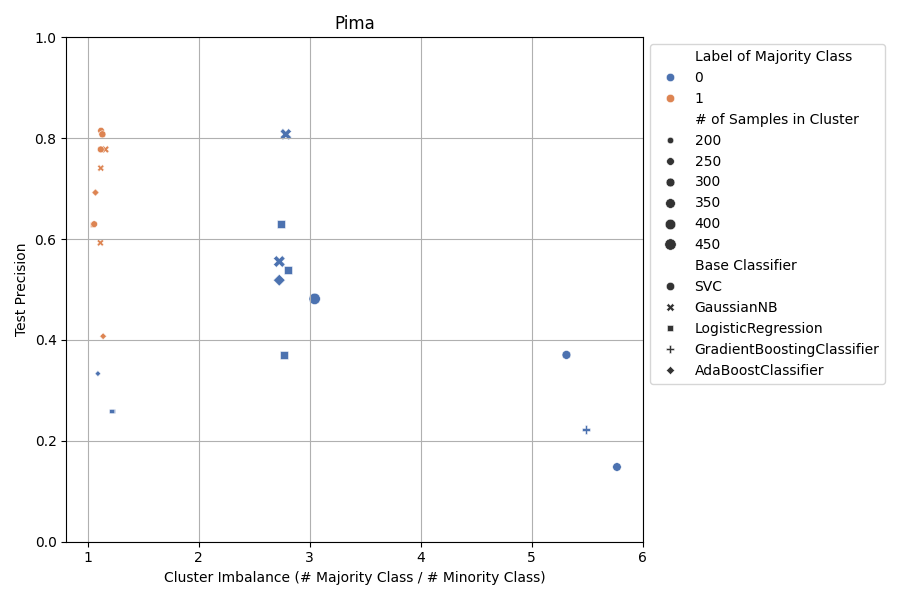 Pima
1.0
0.8
0.6
0.4
0.2
0.0
Test Precision
1
2
3
4
5
6
Cluster Imbalance (# Majority Class / # Minority Class)
Label of Majority Class
0
1
# of Samples in Cluster
200
250
300
350
400
450
Base Classifier
SVC
GaussianNB
LogisticRegression
GradientBoostingClassifier
AdaBoostClassifier